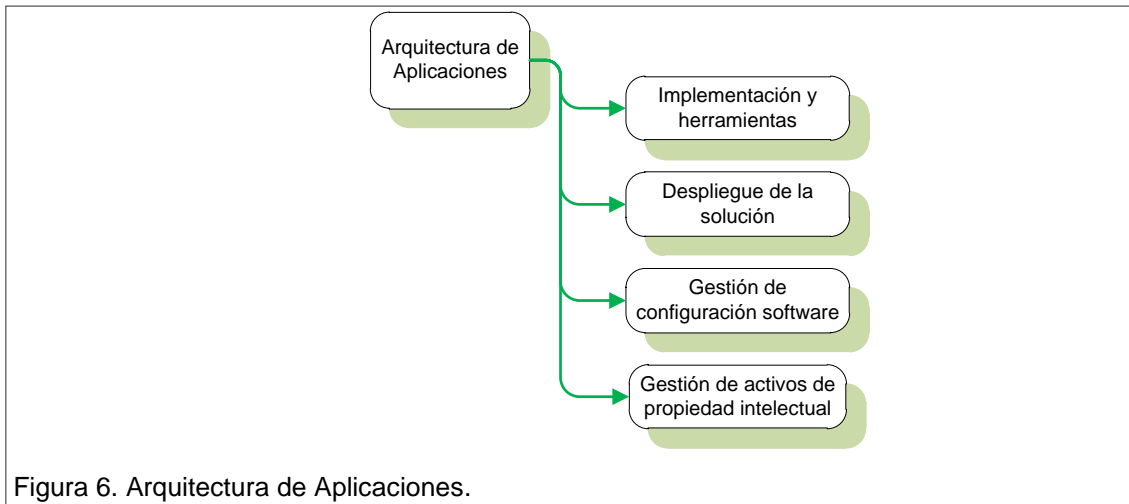 Arquitectura de
Aplicaciones
Implementación y
herramientas
Despliegue de la
solución
Gestión de
configuración software
Gestión de activos de
propiedad intelectual
Figura 6. Arquitectura de Aplicaciones.